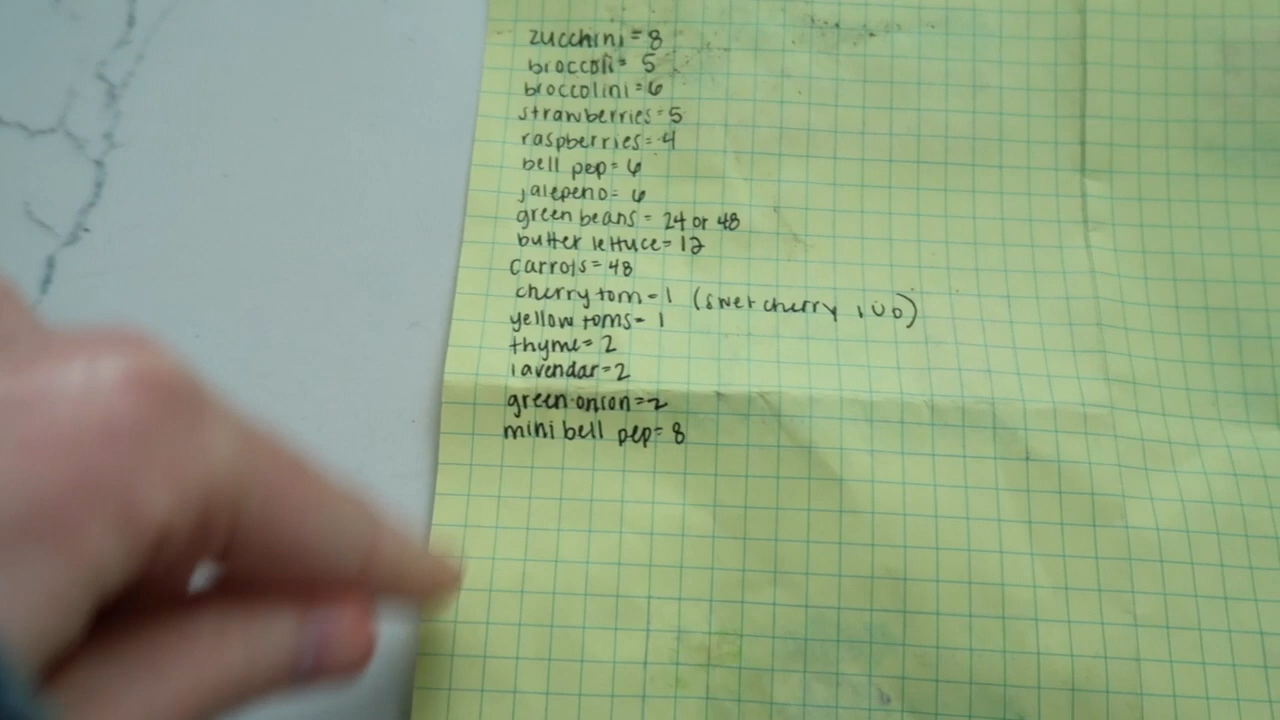 zucchini = 8
broccoli = 5
broccolini = 6
strawberries = 5
raspberries = 4
bell pep = 6
jalepeno = 6
green beans = 24 or 48
butter lettuce = 12
carrots = 48
cherry tom = 1 (swet cherry 100)
yellow toms = 1
thyme = 2
lavendar = 2
green onion = 2
mini bell pep = 8